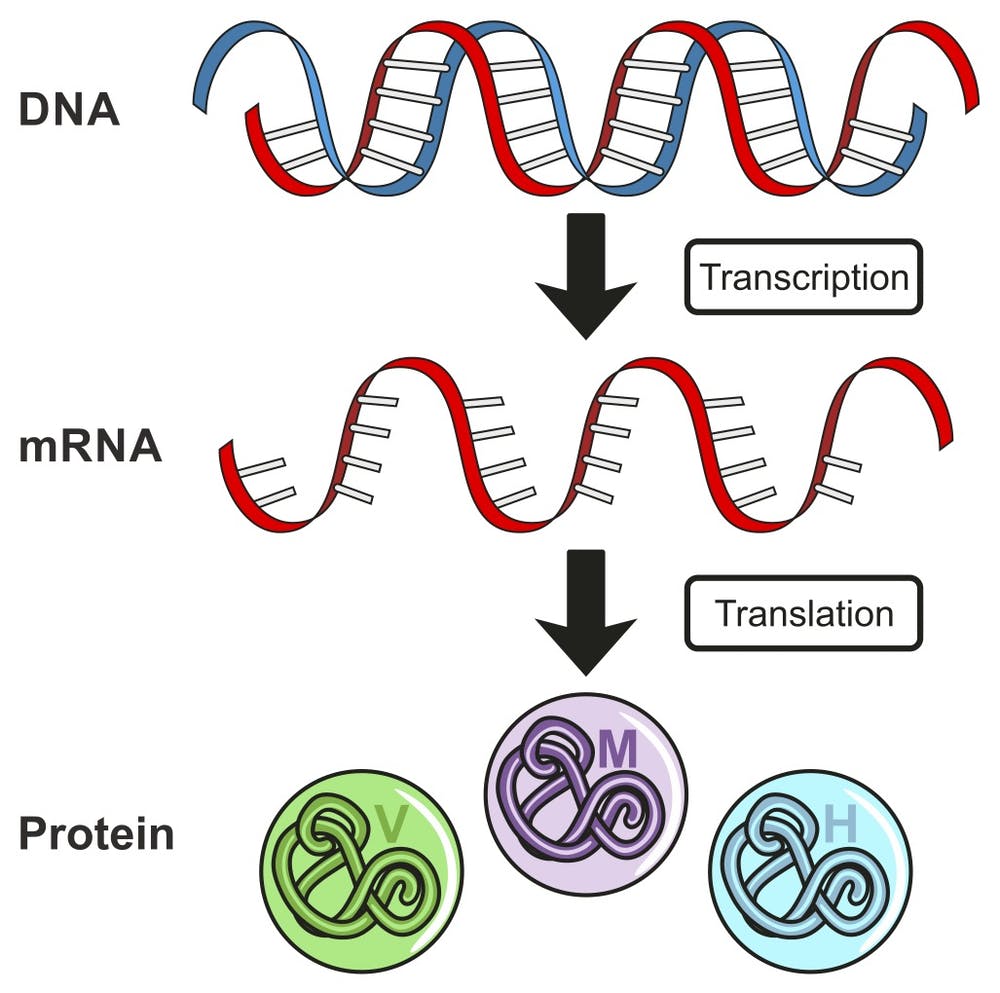 DNA
Transcription
mRNA
Translation
M
Protein
V
H